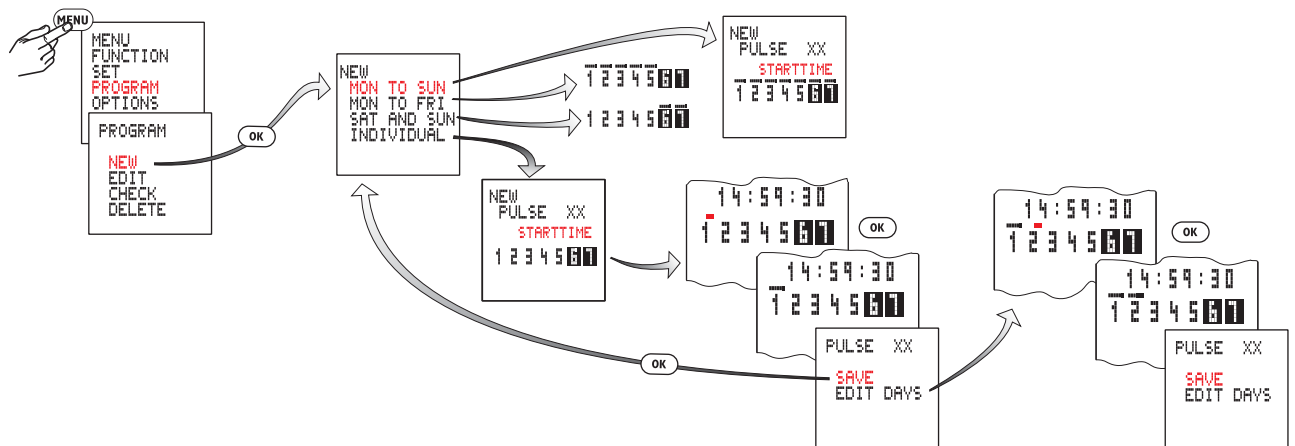 MENU
MENU
FUNCTION
SET
PROGRAM
OPTIONS
PROGRAM
NEW
EDIT
CHECK
DELETE
OK
NEW
MON TO SUN
MON TO FRI
SAT AND SUN
INDIVIDUAL
1 2 3 4 5 6 7
1 2 3 4 5 6 7
NEW
PULSE XX
STARTTIME
1 2 3 4 5 6 7
NEW
PULSE XX
STARTTIME
1 2 3 4 5 6 7
14:59:30
1 2 3 4 5 6 7
OK
14:59:30
1 2 3 4 5 6 7
PULSE XX
SAVE
EDIT DAYS
OK
14:59:30
1 2 3 4 5 6 7
OK
14:59:30
1 2 3 4 5 6 7
PULSE XX
SAVE
EDIT DAYS